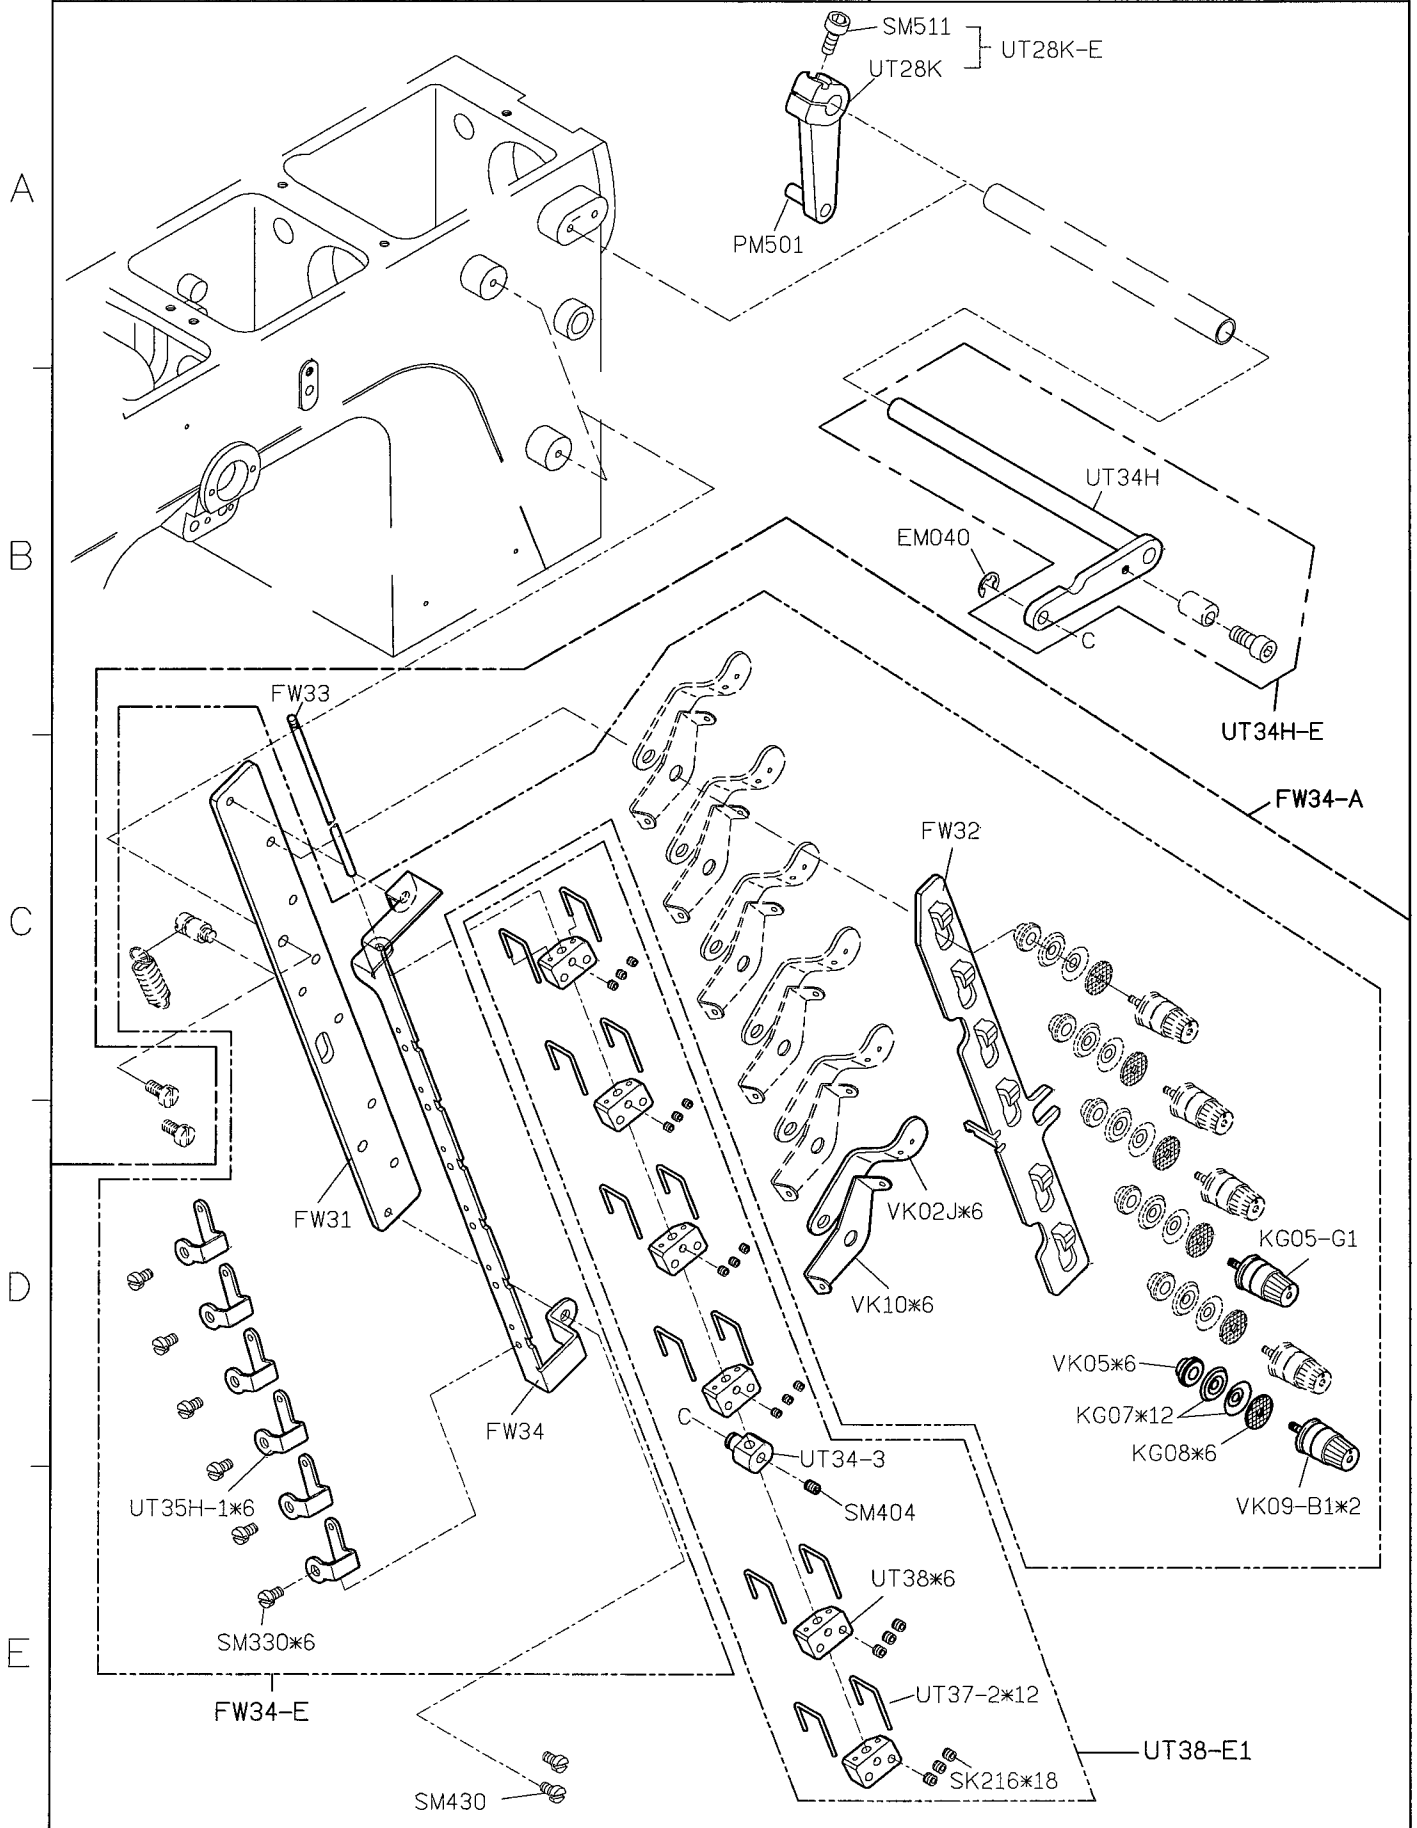 SM511
UT28K-E
UT28K
A
PM501
UT34H
EM040
B
C
FW33
UT34H-E
FW34-A
FW32
C
FW31
VK02J*6
KG05-G1
D
VK10*6
VK05*6
KG07*12
FW34
C
KG08*6
UT34-3
UT35H-1*6
SM404
VK09-B1*2
UT38*6
SM330*6
E
UT37-2*12
FW34-E
UT38-E1
SK216*18
SM430